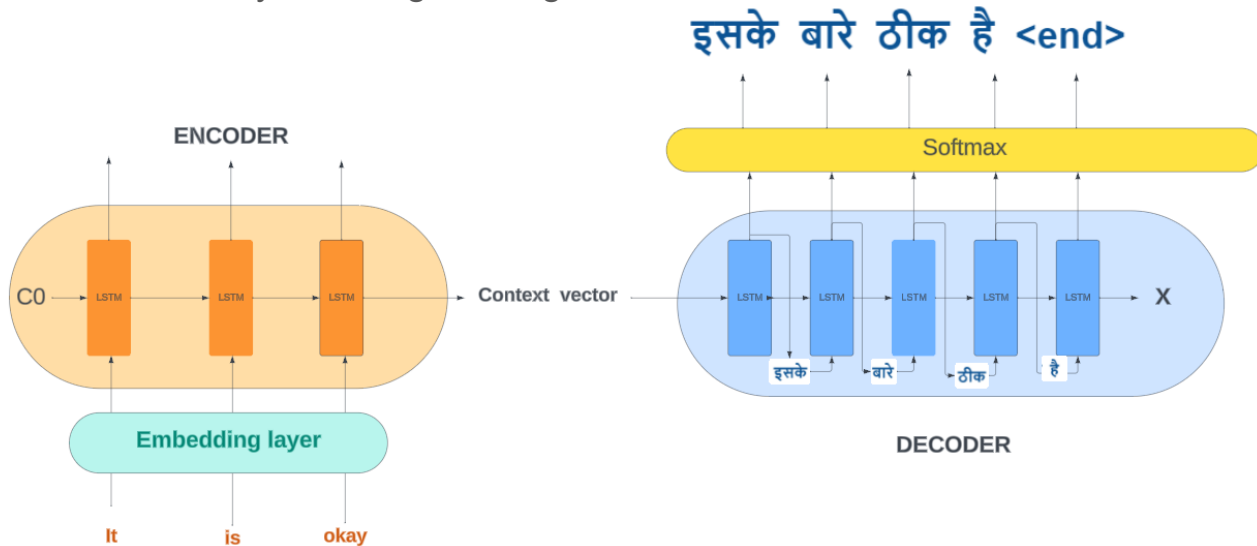 इसके बारे ठीक है <end>
ENCODER
Softmax
C0
LSTM
LSTM
LSTM
Context vector
LSTM
LSTM
LSTM
LSTM
LSTM
X
इसके
बारे
ठीक
है
Embedding layer
DECODER
It
is
okay